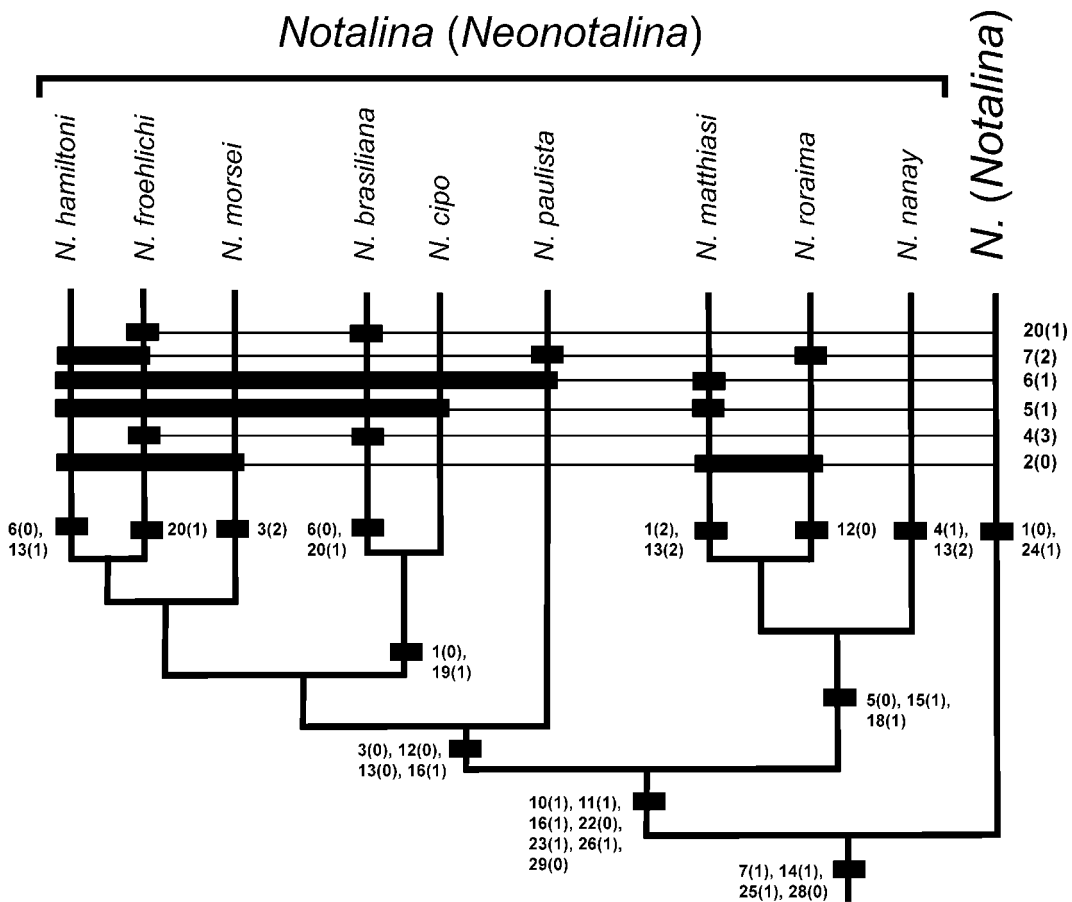 Notalina (Neonotalina)
N. hamiltoni
N. froehlichi
N. morsei
N. brasiliana
N. cipo
N. paulista
N. matthiasi
N. roraima
N. nanay
N. (Notalina)
20(1)
7(2)
6(1)
5(1)
4(3)
2(0)
6(0),
13(1)
20(1)
3(2)
6(0),
20(1)
1(2),
13(2)
12(0)
4(1),
13(2)
1(0),
24(1)
1(0),
19(1)
5(0), 15(1),
18(1)
3(0), 12(0),
13(0), 16(1)
10(1), 11(1),
16(1), 22(0),
23(1), 26(1),
29(0)
7(1), 14(1),
25(1), 28(0)